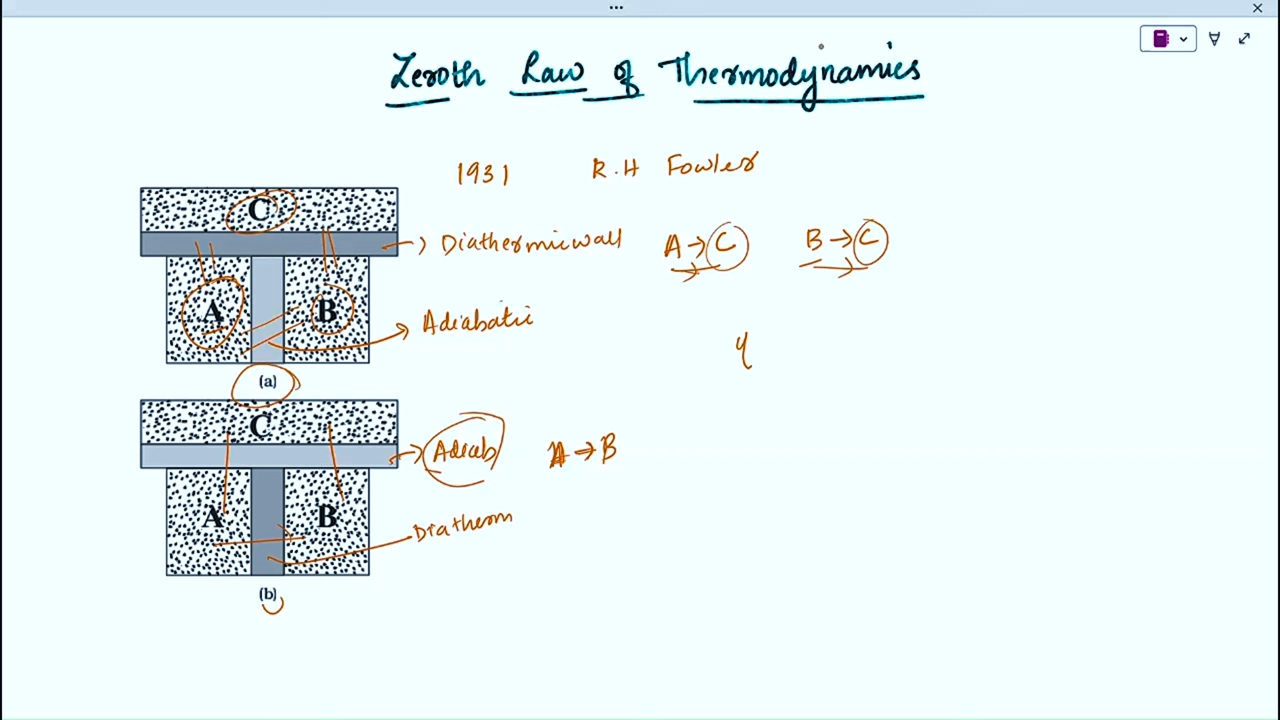 Zeroth Law of Thermodynamics
1931 R.H Fowler
C
→ Diathermic wall A → C B → C
A B
→ Adiabatic
(a)
C
→ Adiab A → B
A B
Diatherm
(b)